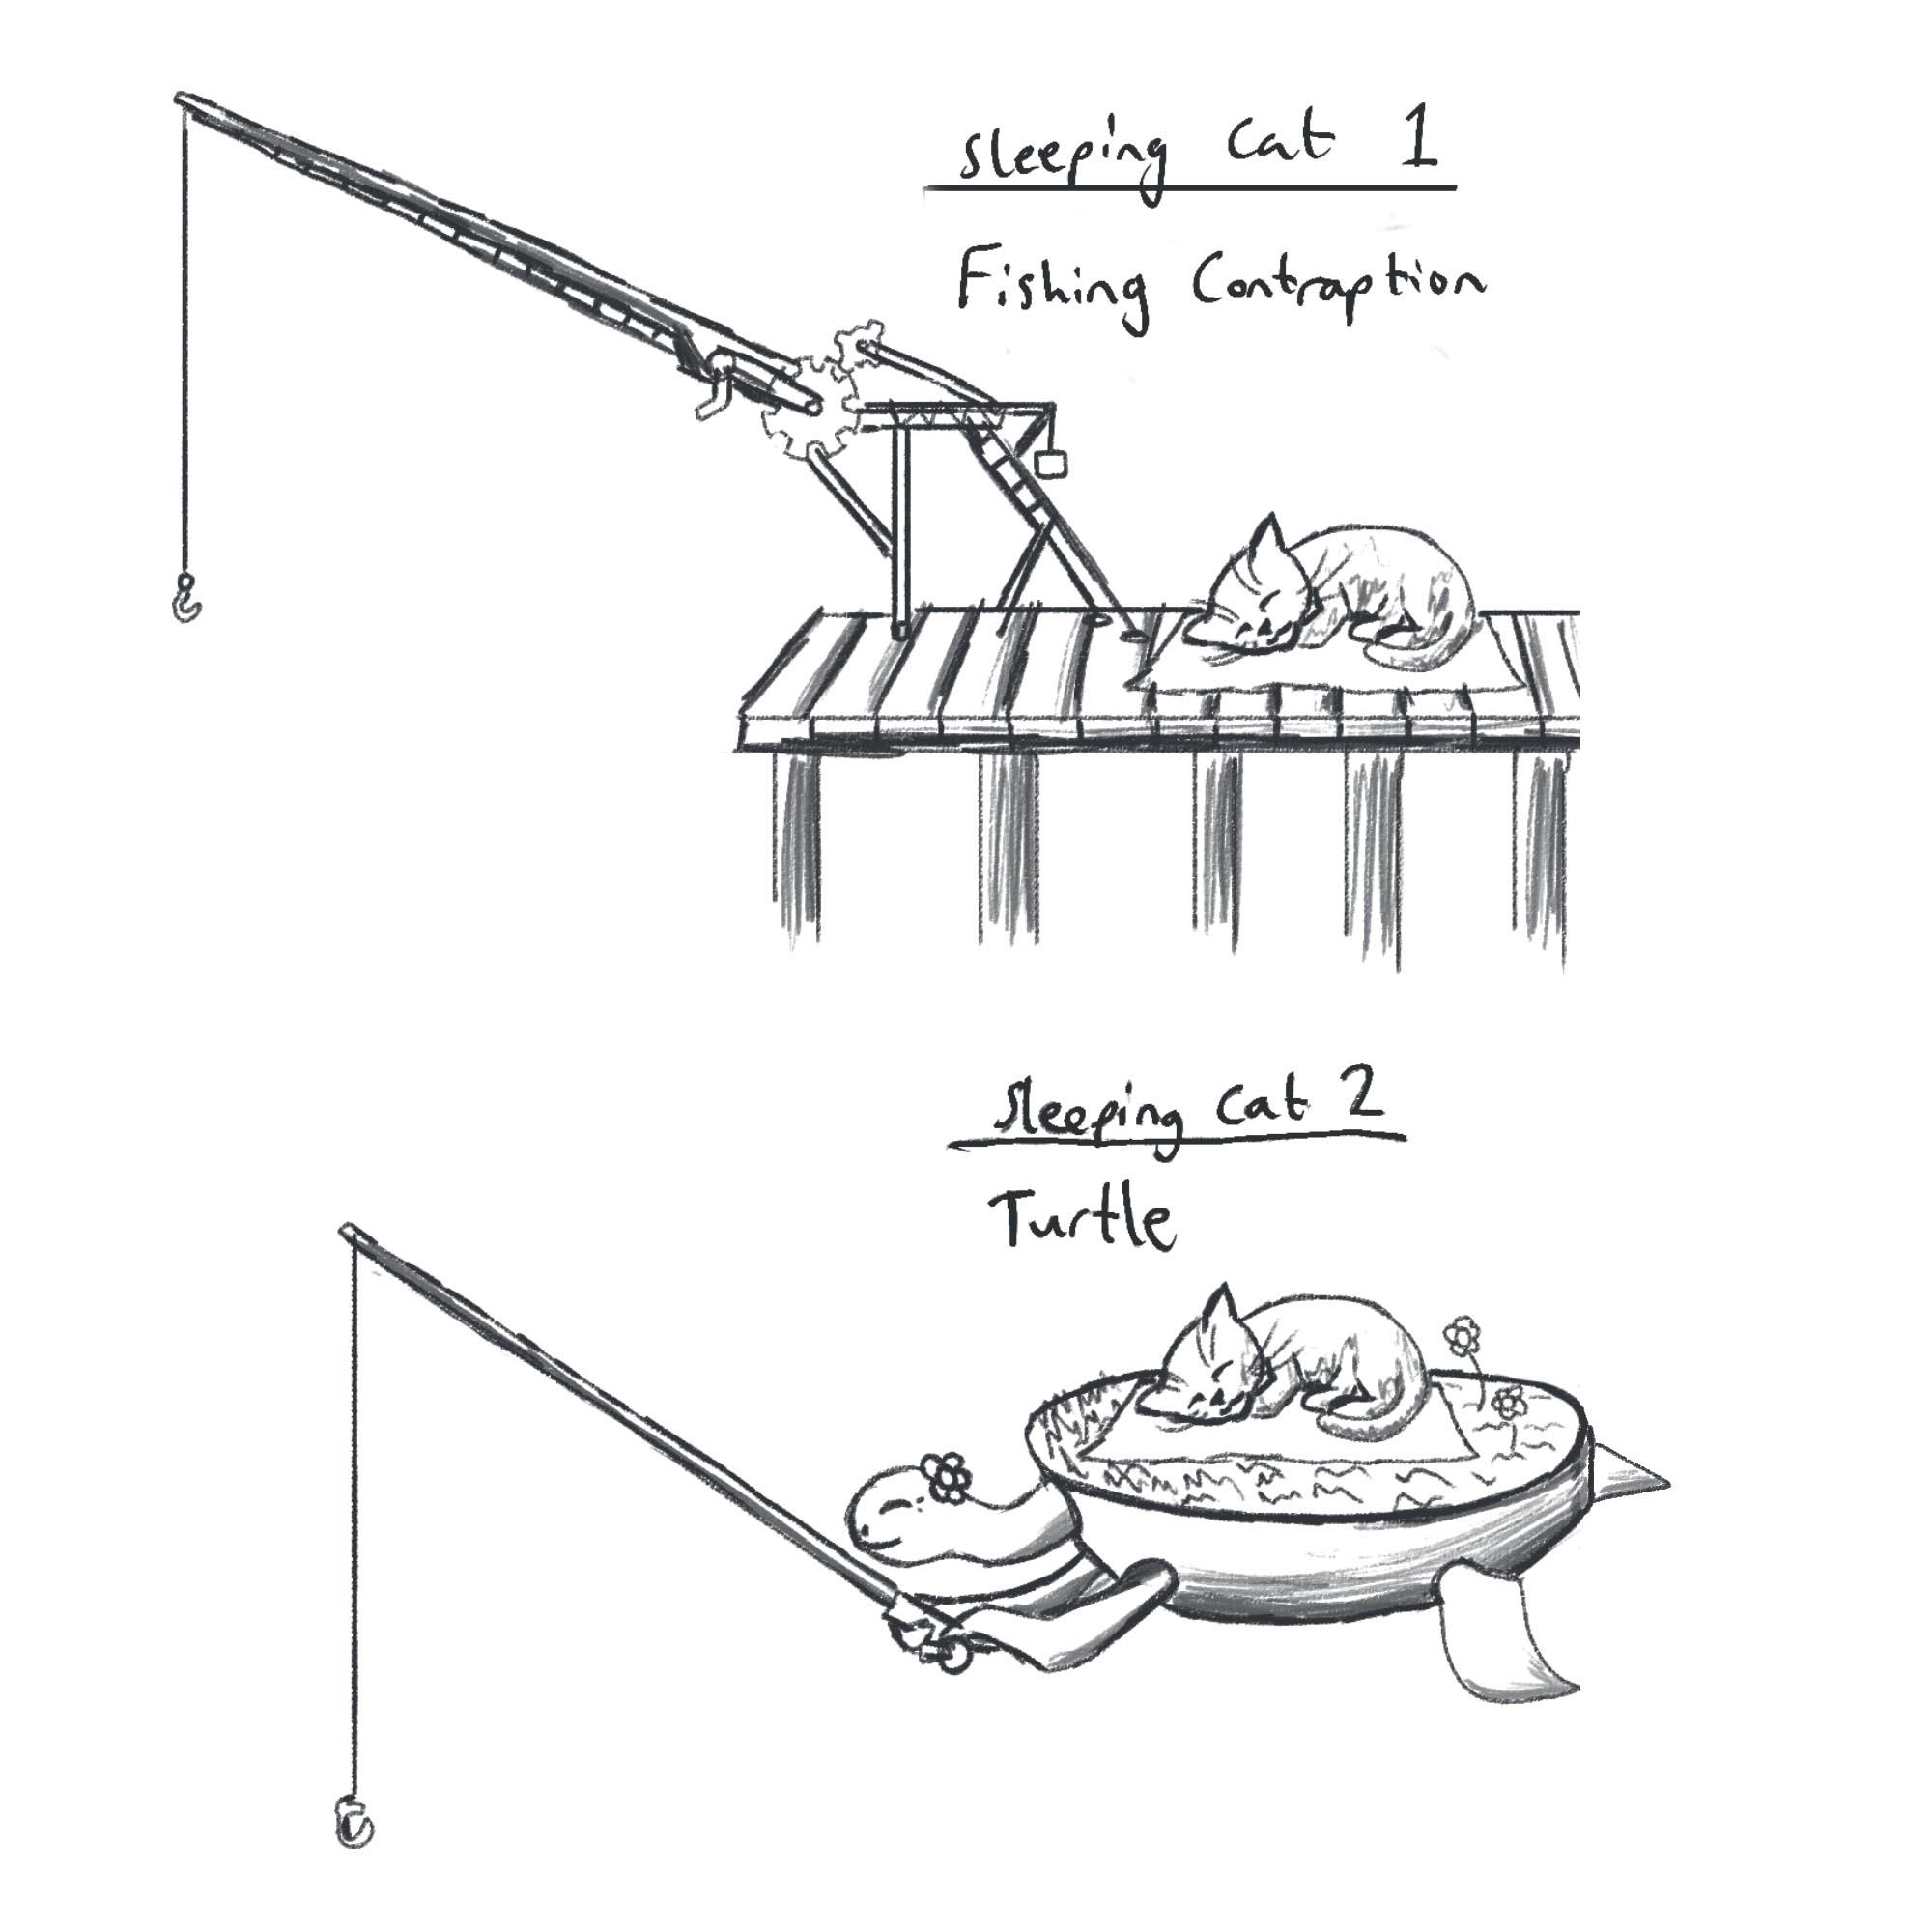 Sleeping Cat 1
Fishing Contraption
Sleeping Cat 2
Turtle